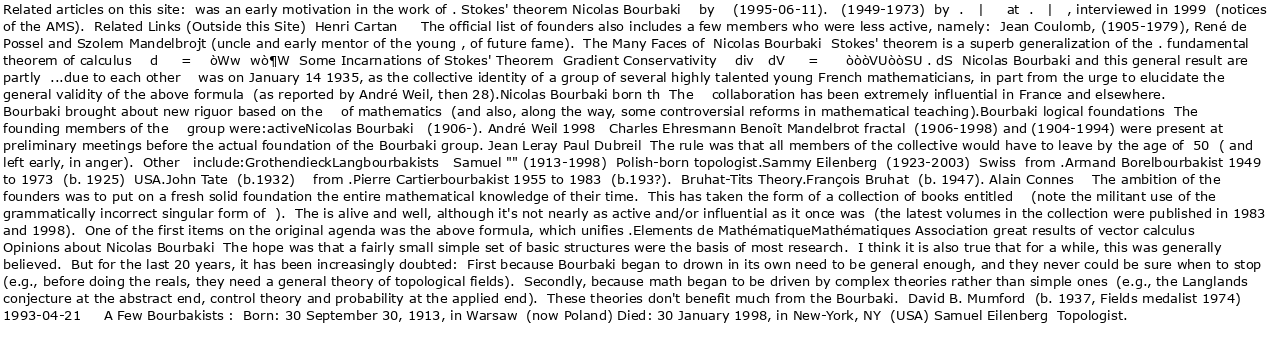 Related articles on this site:  was an early motivation in the work of . Stokes' theorem Nicolas Bourbaki    by    (1995-06-11).   (1949-1973)  by  .   |     at  .   |   , interviewed in 1999  (notices
of the AMS).  Related Links (Outside this Site)  Henri Cartan     The official list of founders also includes a few members who were less active, namely:  Jean Coulomb, (1905-1979), René de
Possel and Szolem Mandelbrojt (uncle and early mentor of the young , of future fame).  The Many Faces of  Nicolas Bourbaki  Stokes' theorem is a superb generalization of the . fundamental
theorem of calculus    d     =    òWw  wò¶W  Some Incarnations of Stokes' Theorem  Gradient Conservativity    div   dV     =      òòòVUòòSU . dS  Nicolas Bourbaki and this general result are
partly  ...due to each other    was on January 14 1935, as the collective identity of a group of several highly talented young French mathematicians, in part from the urge to elucidate the
general validity of the above formula  (as reported by André Weil, then 28).Nicolas Bourbaki born th  The    collaboration has been extremely influential in France and elsewhere.
Bourbaki brought about new riguor based on the    of mathematics  (and also, along the way, some controversial reforms in mathematical teaching).Bourbaki logical foundations  The
founding members of the    group were:activeNicolas Bourbaki   (1906-). André Weil 1998   Charles Ehresmann Benoît Mandelbrot fractal  (1906-1998) and (1904-1994) were present at
preliminary meetings before the actual foundation of the Bourbaki group. Jean Leray Paul Dubreil  The rule was that all members of the collective would have to leave by the age of  50  ( and
left early, in anger).  Other   include:GrothendieckLangbourbakists   Samuel "" (1913-1998)  Polish-born topologist.Sammy Eilenberg  (1923-2003)  Swiss  from .Armand Borelbourbakist 1949
to 1973  (b. 1925)  USA.John Tate  (b.1932)    from .Pierre Cartierbourbakist 1955 to 1983  (b.193?).  Bruhat-Tits Theory.François Bruhat  (b. 1947). Alain Connes    The ambition of the
founders was to put on a fresh solid foundation the entire mathematical knowledge of their time.  This has taken the form of a collection of books entitled    (note the militant use of the
grammatically incorrect singular form of  ).  The is alive and well, although it's not nearly as active and/or influential as it once was  (the latest volumes in the collection were published in 1983
and 1998).  One of the first items on the original agenda was the above formula, which unifies .Elements de MathématiqueMathématiques Association great results of vector calculus
Opinions about Nicolas Bourbaki  The hope was that a fairly small simple set of basic structures were the basis of most research.  I think it is also true that for a while, this was generally
believed.  But for the last 20 years, it has been increasingly doubted:  First because Bourbaki began to drown in its own need to be general enough, and they never could be sure when to stop
(e.g., before doing the reals, they need a general theory of topological fields).  Secondly, because math began to be driven by complex theories rather than simple ones  (e.g., the Langlands
conjecture at the abstract end, control theory and probability at the applied end).  These theories don't benefit much from the Bourbaki.  David B. Mumford  (b. 1937, Fields medalist 1974)
1993-04-21     A Few Bourbakists :  Born: 30 September 30, 1913, in Warsaw  (now Poland) Died: 30 January 1998, in New-York, NY  (USA) Samuel Eilenberg  Topologist.